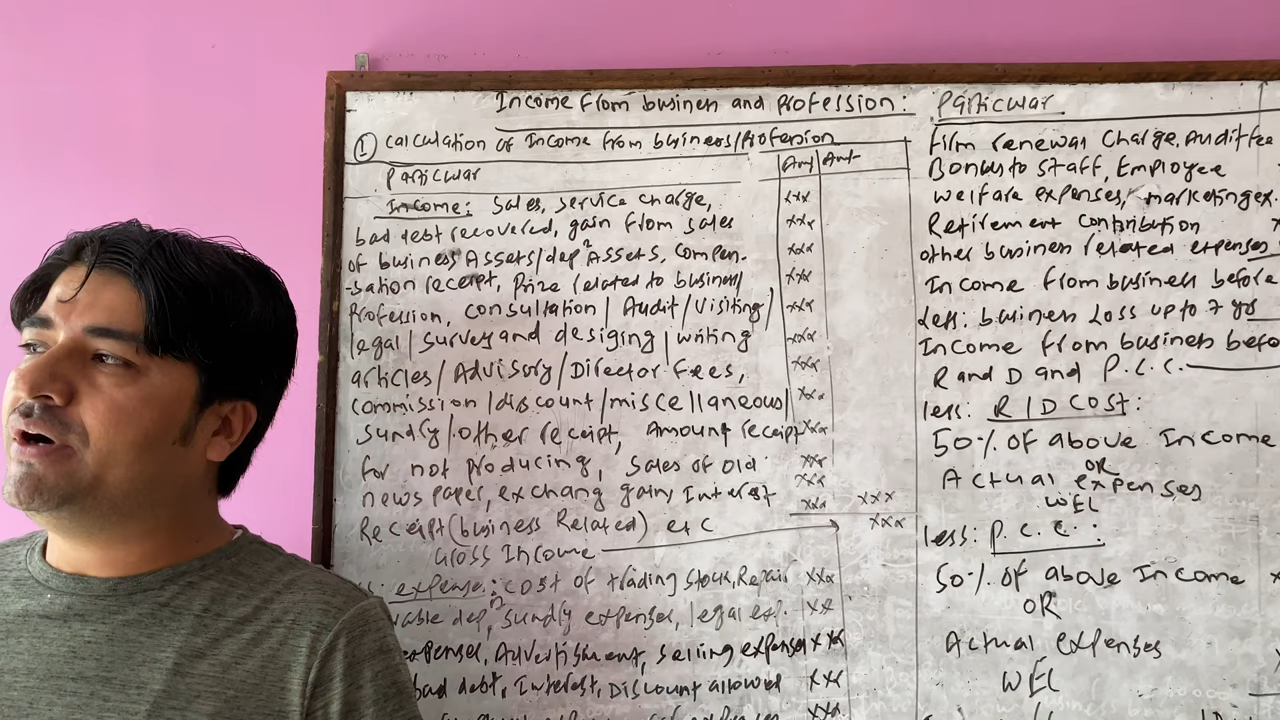 Income from business and profession:
① Calculation of Income from business/profession
Particular Amt Amt
Income: Sales, service charge, xxx
bad debt recovered, gain from sales xxx
of business Assets/depⁿ Assets, compen- xxx
-sation receipt, Prize related to business/ xxx
Profession, consultation / Audit / Visiting / xxx
legal / Survey and desiging / writing xxx
articles / Advisory / Director Fees, xxx
commission / discount / miscellaneous / xxx
Sundry / other receipt, Amount receipt xxx
for not producing, Sales of old xxx
news paper, exchang gain, Interest xxx
Receipt (business Related) etc xxx xxx
Gross Income xxx
expense: cost of trading stock, Repair xxx
depⁿ, Sundry expenses, legal exp. xxx
expenses, Advertisment, selling expenses xxx
bad debt, Interest, Discount allowed xxx
xxx
Particular
Film renewal charge, Audit fee
Bonus to staff, Employee
welfare expenses, marketing ex.
Retirement contribution
other business related expenses
Income from business before
Less: business Loss up to 7 yrs
Income from business befo
R and D and P.C.C.
less: R/D COST:
50% of above Income
OR
Actual expenses
WEL
less: P.C.C.:
50% of above Income
OR
Actual expenses
WEL